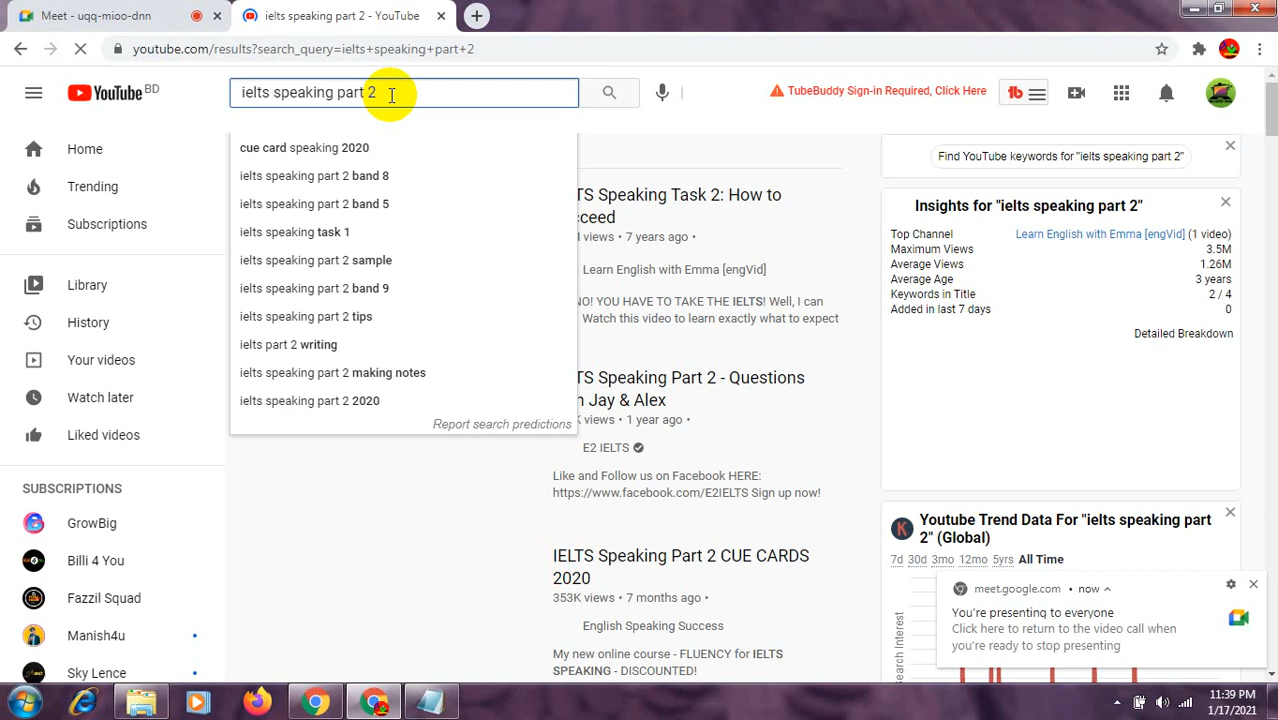 Meet - uqq-mioo-dnn
ielts speaking part 2 - YouTube
youtube.com/results?search_query=ielts+speaking+part+2
YouTube BD
ielts speaking part 2
TubeBuddy Sign-in Required, Click Here
tb
Home
Trending
Subscriptions
Library
History
Your videos
Watch later
Liked videos
SUBSCRIPTIONS
GrowBig
Billi 4 You
Fazzil Squad
Manish4u
Sky Lence
cue card speaking 2020
ielts speaking part 2 band 8
ielts speaking part 2 band 5
ielts speaking task 1
ielts speaking part 2 sample
ielts speaking part 2 band 9
ielts speaking part 2 tips
ielts part 2 writing
ielts speaking part 2 making notes
ielts speaking part 2 2020
Report search predictions
TS Speaking Task 2: How to
ceed
views • 7 years ago •
Learn English with Emma [engVid]
NO! YOU HAVE TO TAKE THE IELTS! Well, I can
Watch this video to learn exactly what to expect
TS Speaking Part 2 - Questions
Jay & Alex
K views • 1 year ago •
E2 IELTS
Like and Follow us on Facebook HERE:
https://www.facebook.com/E2IELTS Sign up now!
IELTS Speaking Part 2 CUE CARDS
2020
353K views • 7 months ago •
English Speaking Success
My new online course - FLUENCY for IELTS
SPEAKING - DISCOUNTED!
Find YouTube keywords for "ielts speaking part 2"
Insights for "ielts speaking part 2"
Top Channel Learn English with Emma [engVid] (1 video)
Maximum Views 3.5M
Average Views 1.26M
Average Age 3 years
Keywords in Title 2 / 4
Added in last 7 days 0
Detailed Breakdown
K
Youtube Trend Data For "ielts speaking part
2" (Global)
7d 30d 3mo 12mo 5yrs All Time
Search Interest
meet.google.com • now
You're presenting to everyone
Click here to return to the video call when
you're ready to stop presenting
11:39 PM
1/17/2021